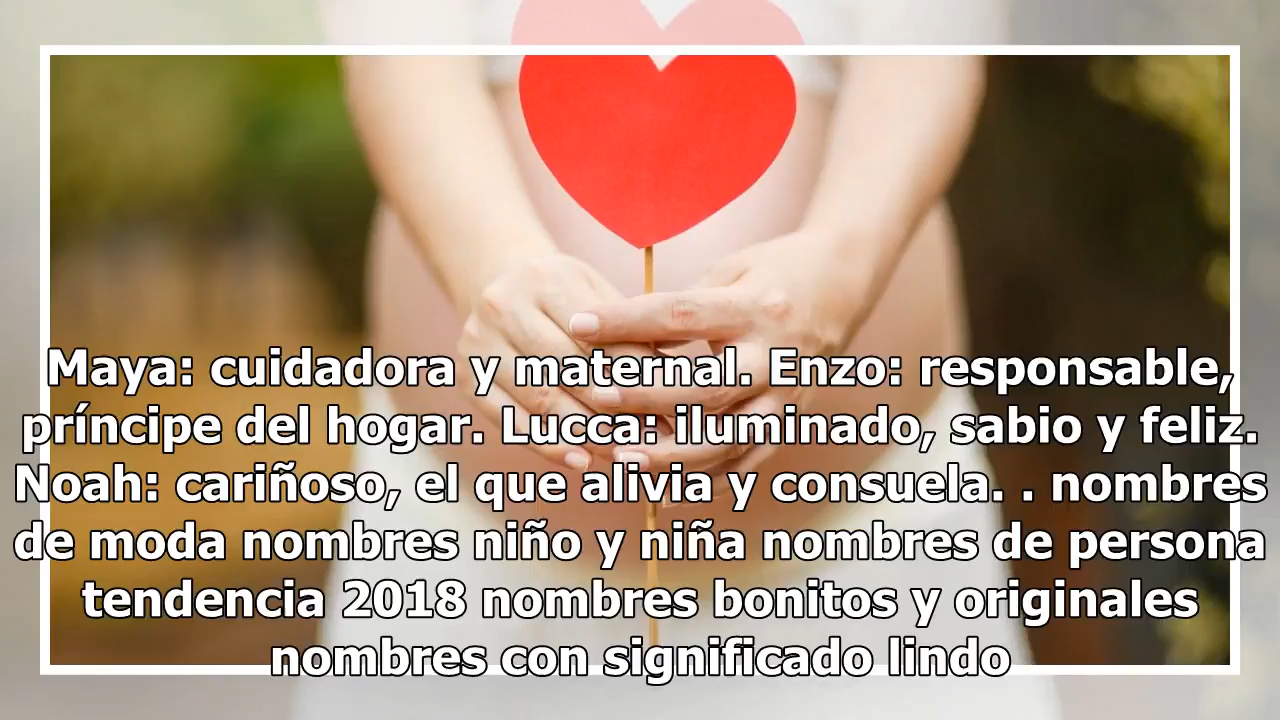 Maya: cuidadora y maternal. Enzo: responsable,
príncipe del hogar. Lucca: iluminado, sabio y feliz.
Noah: cariñoso, el que alivia y consuela. . nombres
de moda nombres niño y niña nombres de persona
tendencia 2018 nombres bonitos y originales
nombres con significado lindo